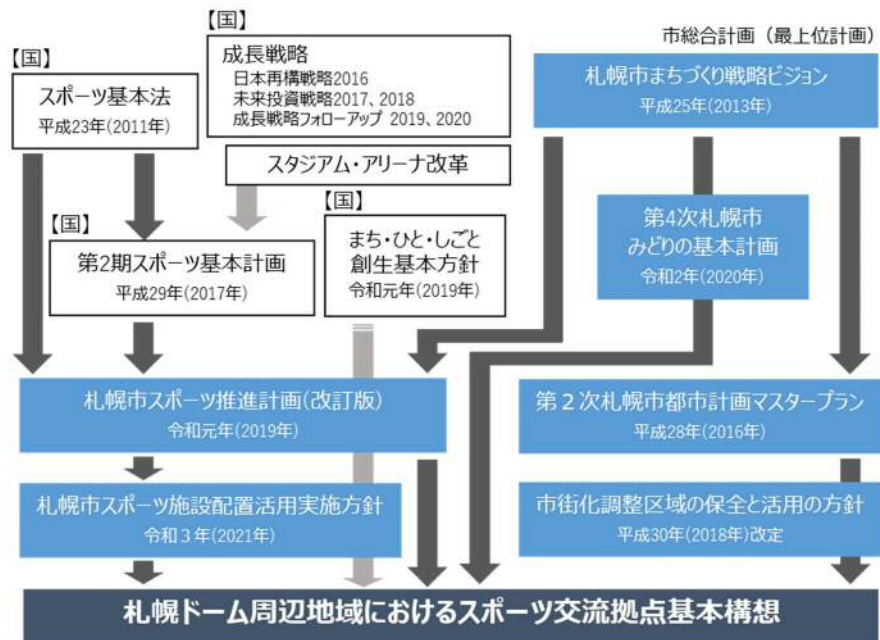 【国】
スポーツ基本法
平成23年(2011年)
【国】
成長戦略
日本再構戦略2016
未来投資戦略2017、2018
成長戦略フォローアップ 2019、2020
スタジアム・アリーナ改革
市総合計画（最上位計画）
札幌市まちづくり戦略ビジョン
平成25年(2013年)
【国】
第2期スポーツ基本計画
平成29年(2017年)
【国】
まち・ひと・しごと
創生基本方針
令和元年(2019年)
第4次札幌市
みどりの基本計画
令和2年(2020年)
札幌市スポーツ推進計画(改訂版)
令和元年(2019年)
第２次札幌市都市計画マスタープラン
平成28年(2016年)
札幌市スポーツ施設配置活用実施方針
令和３年(2021年)
市街化調整区域の保全と活用の方針
平成30年(2018年)改定
札幌ドーム周辺地域におけるスポーツ交流拠点基本構想